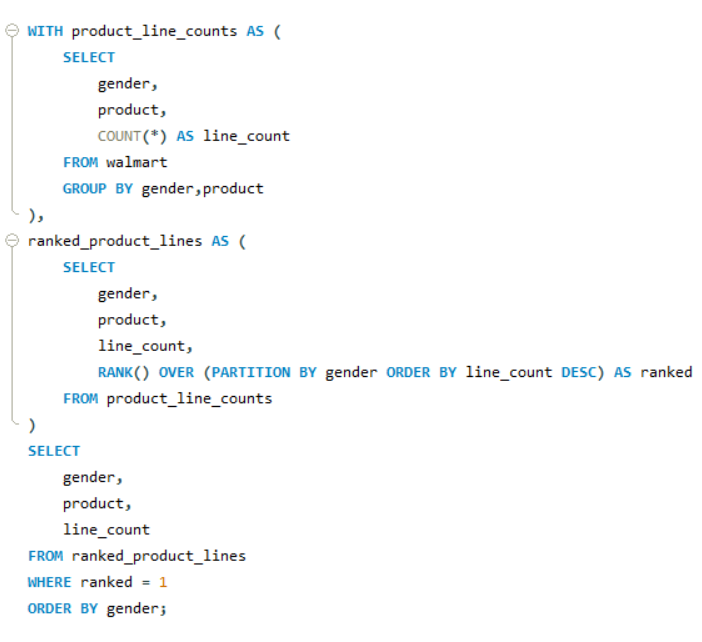 WITH product_line_counts AS (
    SELECT
        gender,
        product,
        COUNT(*) AS line_count
    FROM walmart
    GROUP BY gender,product
),
ranked_product_lines AS (
    SELECT
        gender,
        product,
        line_count,
        RANK() OVER (PARTITION BY gender ORDER BY line_count DESC) AS ranked
    FROM product_line_counts
)
SELECT
    gender,
    product,
    line_count
FROM ranked_product_lines
WHERE ranked = 1
ORDER BY gender;